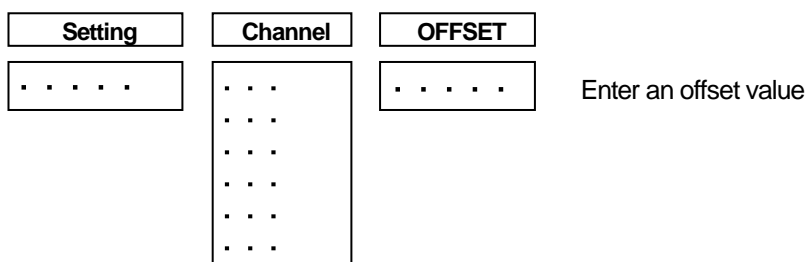 Setting Channel OFFSET
. . . . . . . . . . . . . Enter an offset value
. . .
. . .
. . .
. . .
. . .